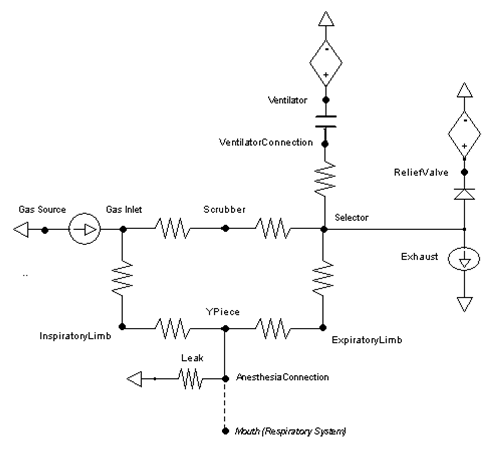 Ventilator
VentilatorConnection
ReliefValve
Gas Source
Gas Inlet
Scrubber
Selector
Exhaust
..
YPiece
InspiratoryLimb
ExpiratoryLimb
Leak
AnesthesiaConnection
Mouth (Respiratory System)